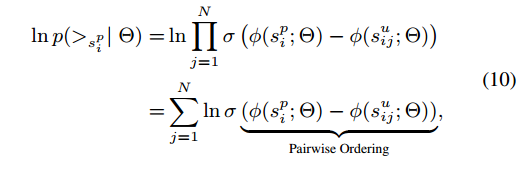 ln p(>_{s_i^p} | Θ) = ln ∏_{j=1}^{N} σ (ϕ(s_i^p; Θ) − ϕ(s_{ij}^u; Θ))
= ∑_{j=1}^{N} ln σ (ϕ(s_i^p; Θ) − ϕ(s_{ij}^u; Θ)),
(10)
Pairwise Ordering